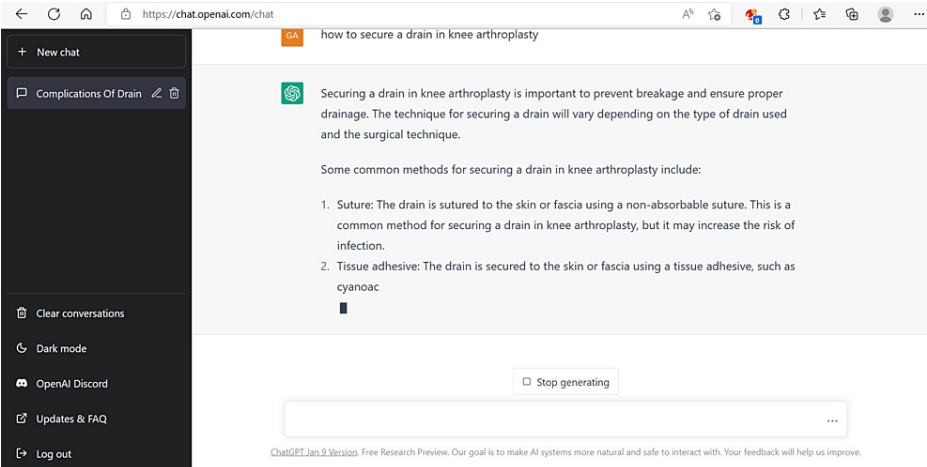 https://chat.openai.com/chat
New chat
Complications Of Drain
GA
how to secure a drain in knee arthroplasty
Securing a drain in knee arthroplasty is important to prevent breakage and ensure proper
drainage. The technique for securing a drain will vary depending on the type of drain used
and the surgical technique.
Some common methods for securing a drain in knee arthroplasty include:
1. Suture: The drain is sutured to the skin or fascia using a non-absorbable suture. This is a
common method for securing a drain in knee arthroplasty, but it may increase the risk of
infection.
2. Tissue adhesive: The drain is secured to the skin or fascia using a tissue adhesive, such as
cyanoac
Clear conversations
Dark mode
OpenAI Discord
Updates & FAQ
Log out
Stop generating
ChatGPT Jan 9 Version. Free Research Preview. Our goal is to make AI systems more natural and safe to interact with. Your feedback will help us improve.